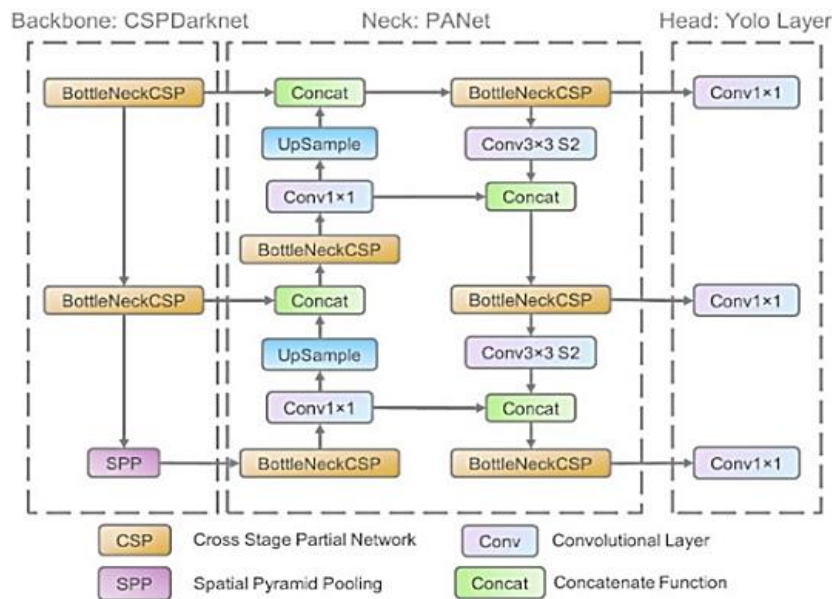 Backbone: CSPDarknet
Neck: PANet
Head: Yolo Layer
BottleNeckCSP
Concat
BottleNeckCSP
Conv1×1
UpSample
Conv3×3 S2
Conv1×1
Concat
BottleNeckCSP
BottleNeckCSP
Concat
BottleNeckCSP
Conv1×1
UpSample
Conv3×3 S2
Conv1×1
Concat
SPP
BottleNeckCSP
BottleNeckCSP
Conv1×1
CSP
Cross Stage Partial Network
Conv
Convolutional Layer
SPP
Spatial Pyramid Pooling
Concat
Concatenate Function